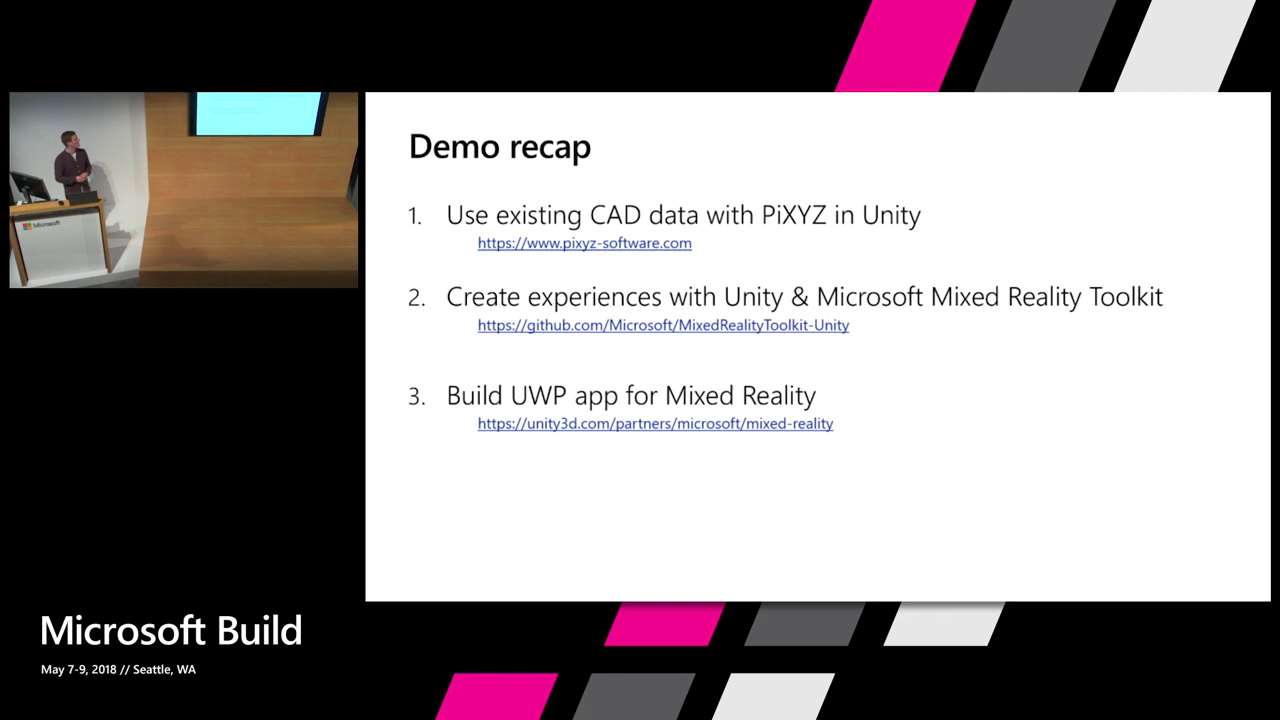 Microsoft
Demo recap
1. Use existing CAD data with PiXYZ in Unity
https://www.pixyz-software.com
2. Create experiences with Unity & Microsoft Mixed Reality Toolkit
https://github.com/Microsoft/MixedRealityToolkit-Unity
3. Build UWP app for Mixed Reality
https://unity3d.com/partners/microsoft/mixed-reality
Microsoft Build
May 7-9, 2018 // Seattle, WA